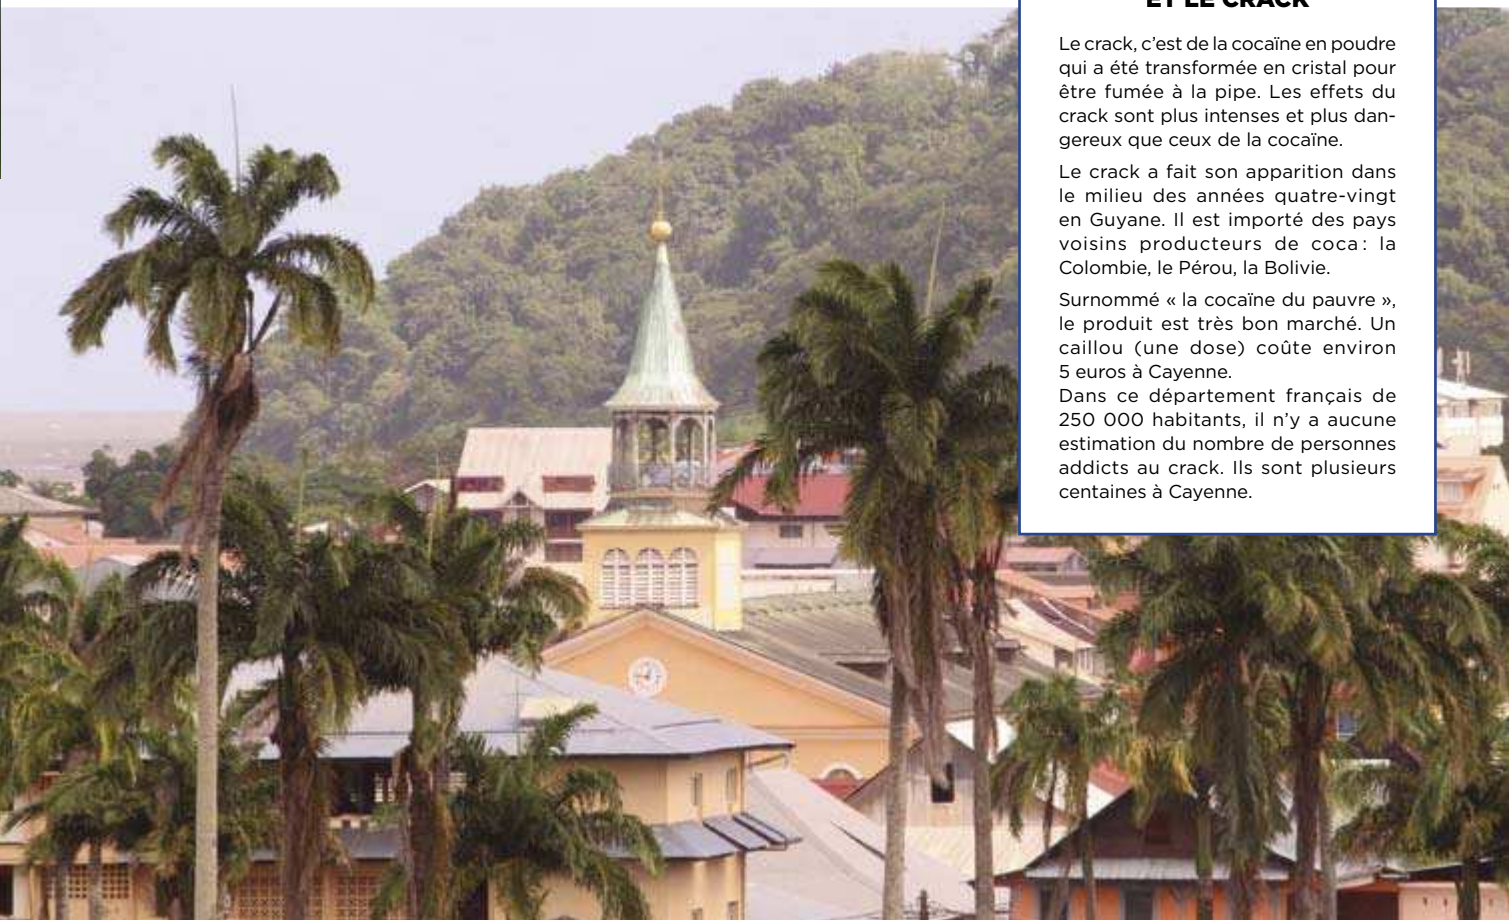 ET LE CRACK
Le crack, c’est de la cocaïne en poudre
qui a été transformée en cristal pour
être fumée à la pipe. Les effets du
crack sont plus intenses et plus dan-
gereux que ceux de la cocaïne.
Le crack a fait son apparition dans
le milieu des années quatre-vingt
en Guyane. Il est importé des pays
voisins producteurs de coca : la
Colombie, le Pérou, la Bolivie.
Surnommé « la cocaïne du pauvre »,
le produit est très bon marché. Un
caillou (une dose) coûte environ
5 euros à Cayenne.
Dans ce département français de
250 000 habitants, il n’y a aucune
estimation du nombre de personnes
addicts au crack. Ils sont plusieurs
centaines à Cayenne.